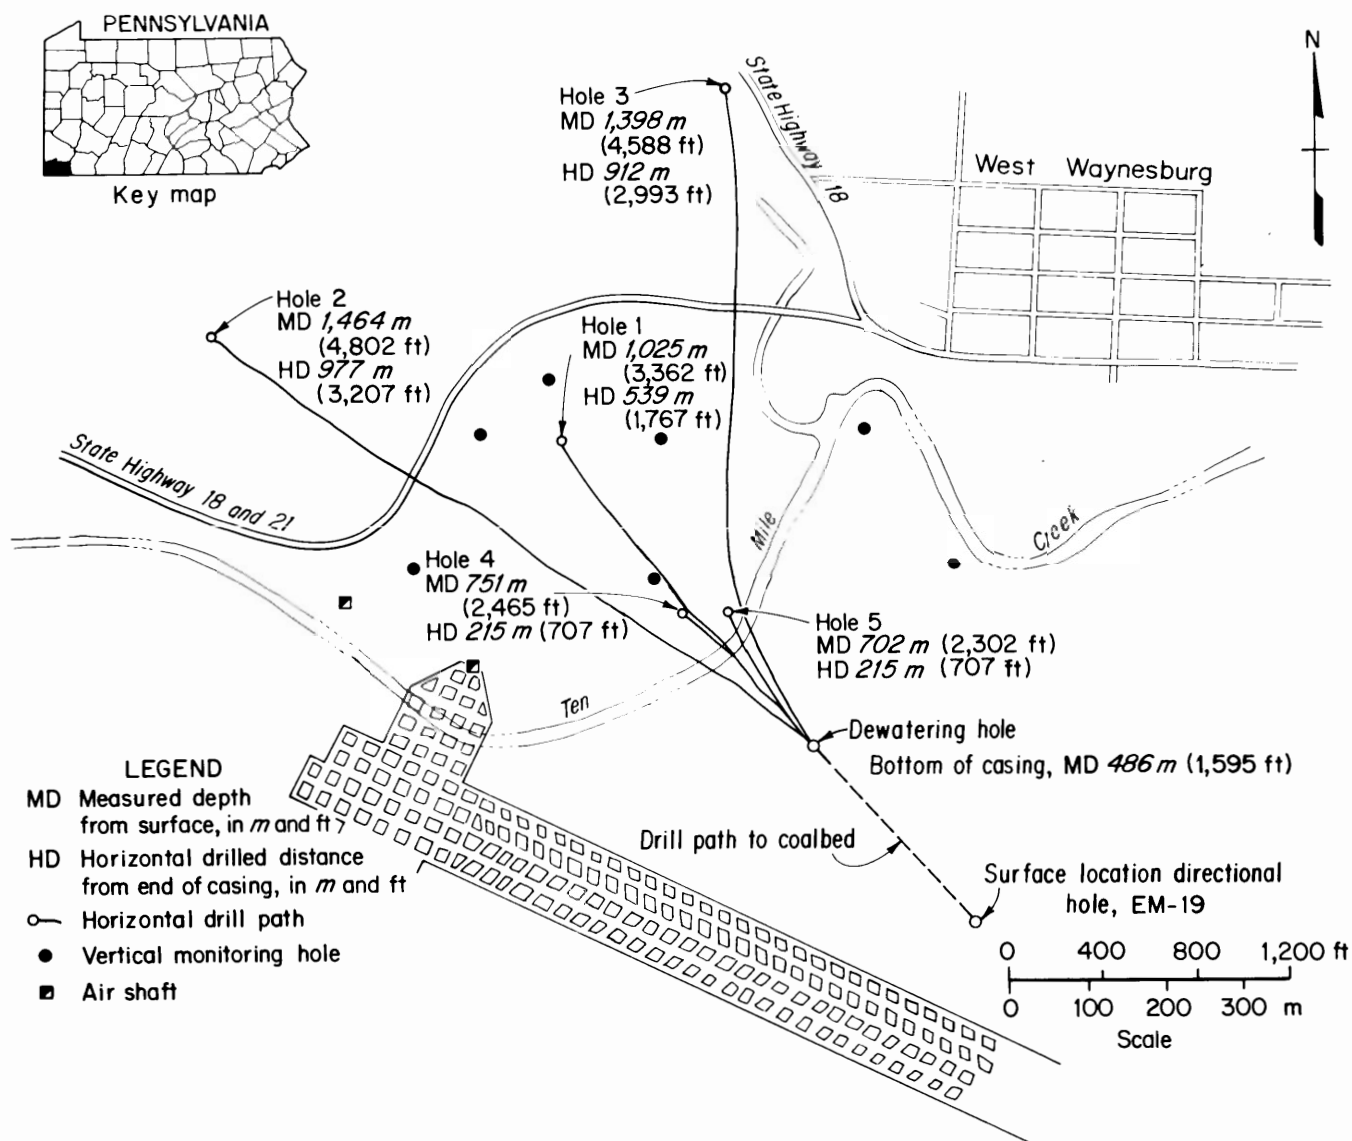 PENNSYLVANIA
Key map
N
State Highway 18
West Waynesburg
Hole 3
MD 1,398 m
(4,588 ft)
HD 912 m
(2,993 ft)
Hole 2
MD 1,464 m
(4,802 ft)
HD 977 m
(3,207 ft)
Hole 1
MD 1,025 m
(3,362 ft)
HD 539 m
(1,767 ft)
State Highway 18 and 21
Hole 4
MD 751 m
(2,465 ft)
HD 215 m (707 ft)
Ten
Mile
Creek
Hole 5
MD 702 m (2,302 ft)
HD 215 m (707 ft)
Dewatering hole
Bottom of casing, MD 486 m (1,595 ft)
Drill path to coalbed
Surface location directional
hole, EM-19
LEGEND
MD Measured depth
from surface, in m and ft
HD Horizontal drilled distance
from end of casing, in m and ft
Horizontal drill path
Vertical monitoring hole
Air shaft
0 400 800 1,200 ft
0 100 200 300 m
Scale